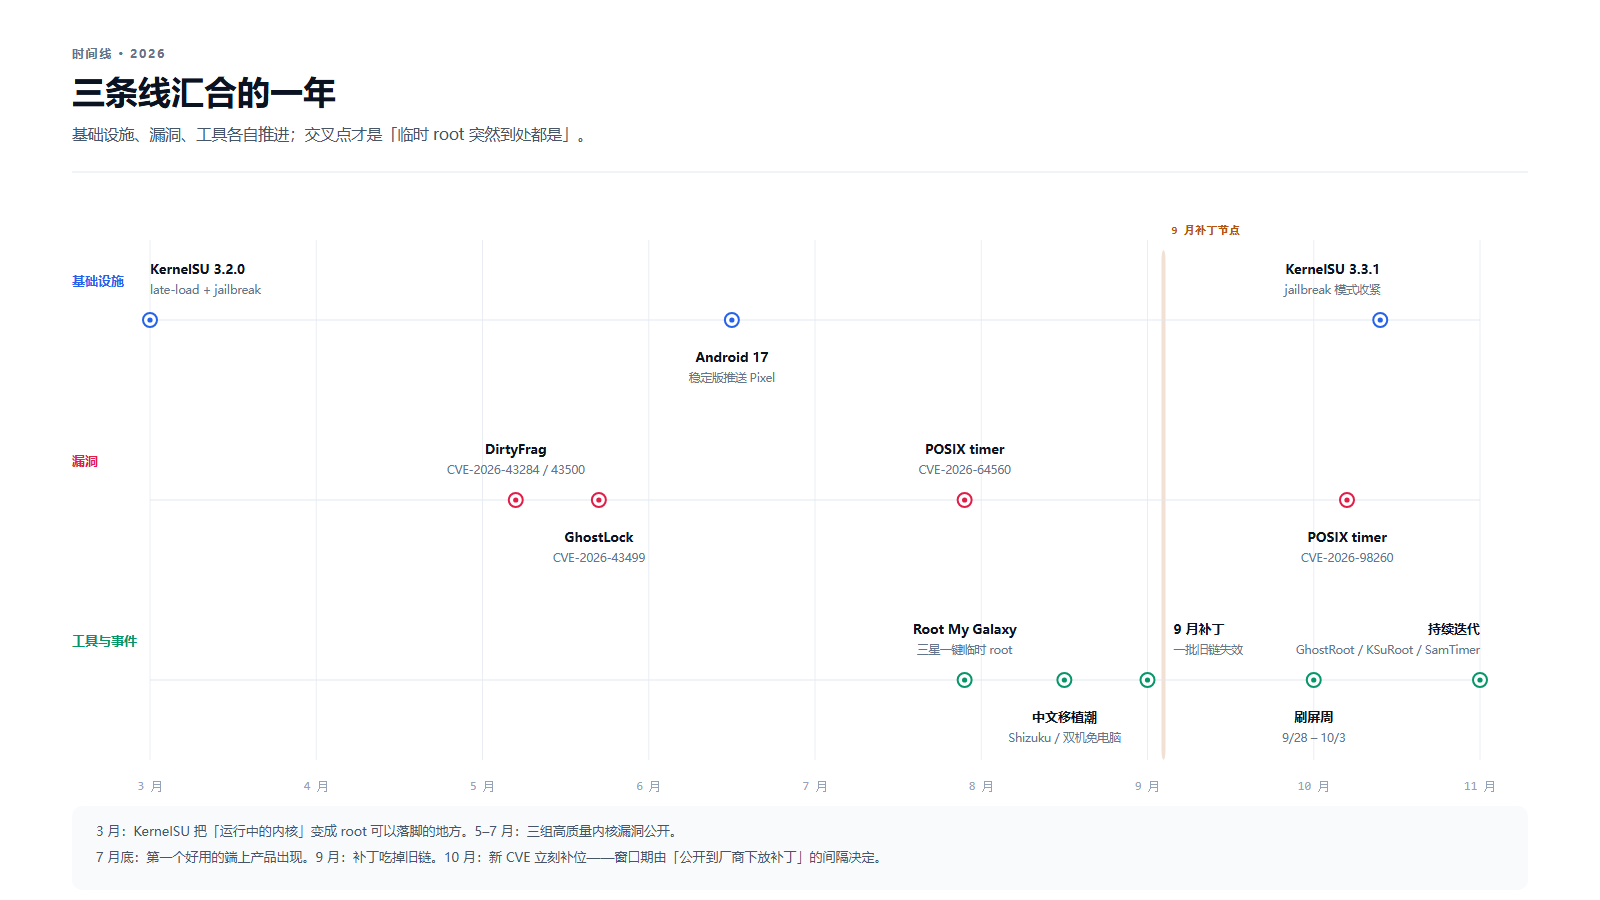 时间线 • 2026
三条线汇合的一年
基础设施、漏洞、工具各自推进；交叉点才是「临时 root 突然到处都是」。
9 月补丁节点
基础设施
KernelSU 3.2.0
late-load + jailbreak
KernelSU 3.3.1
jailbreak 模式收紧
Android 17
稳定版推送 Pixel
漏洞
DirtyFrag
CVE-2026-43284 / 43500
POSIX timer
CVE-2026-64560
GhostLock
CVE-2026-43499
POSIX timer
CVE-2026-98260
工具与事件
Root My Galaxy
三星一键临时 root
9 月补丁
一批旧链失效
持续迭代
GhostRoot / KSuRoot / SamTimer
中文移植潮
Shizuku / 双机免电脑
刷屏周
9/28 – 10/3
3 月
4 月
5 月
6 月
7 月
8 月
9 月
10 月
11 月
3 月：KernelSU 把「运行中的内核」变成 root 可以落脚的地方。5–7 月：三组高质量内核漏洞公开。
7 月底：第一个好用的端上产品出现。9 月：补丁吃掉旧链。10 月：新 CVE 立刻补位——窗口期由「公开到厂商下放补丁」的间隔决定。